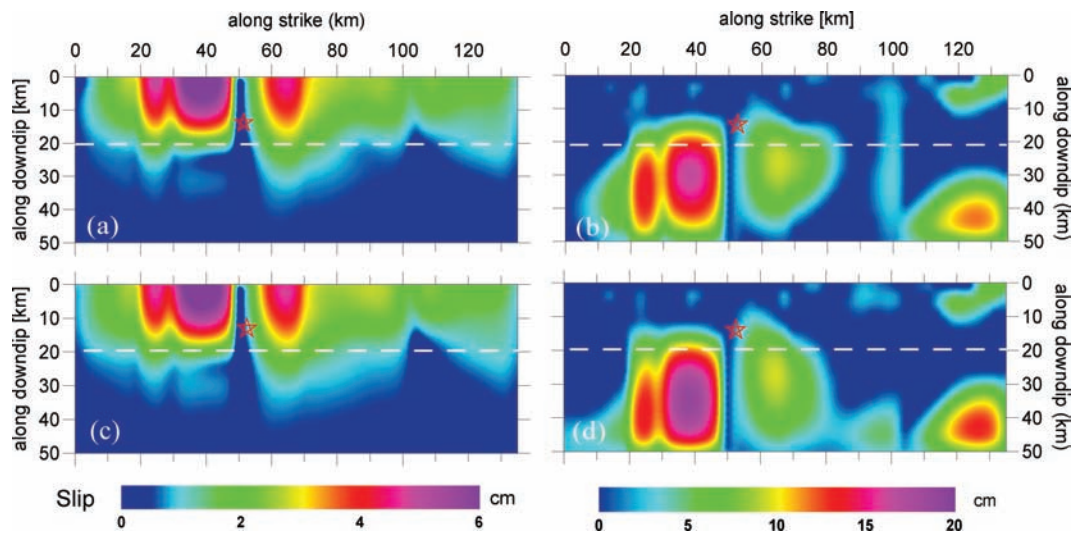 along strike (km)
0 20 40 60 80 100 120
along strike [km]
0 20 40 60 80 100 120
along downdip [km]
0
10
20
30
40
50
(a)
(b)
0
10
20
30
40
50
along downdip (km)
along downdip [km]
0
10
20
30
40
50
(c)
(d)
0
10
20
30
40
50
along downdip (km)
Slip
cm
0 2 4 6
cm
0 5 10 15 20